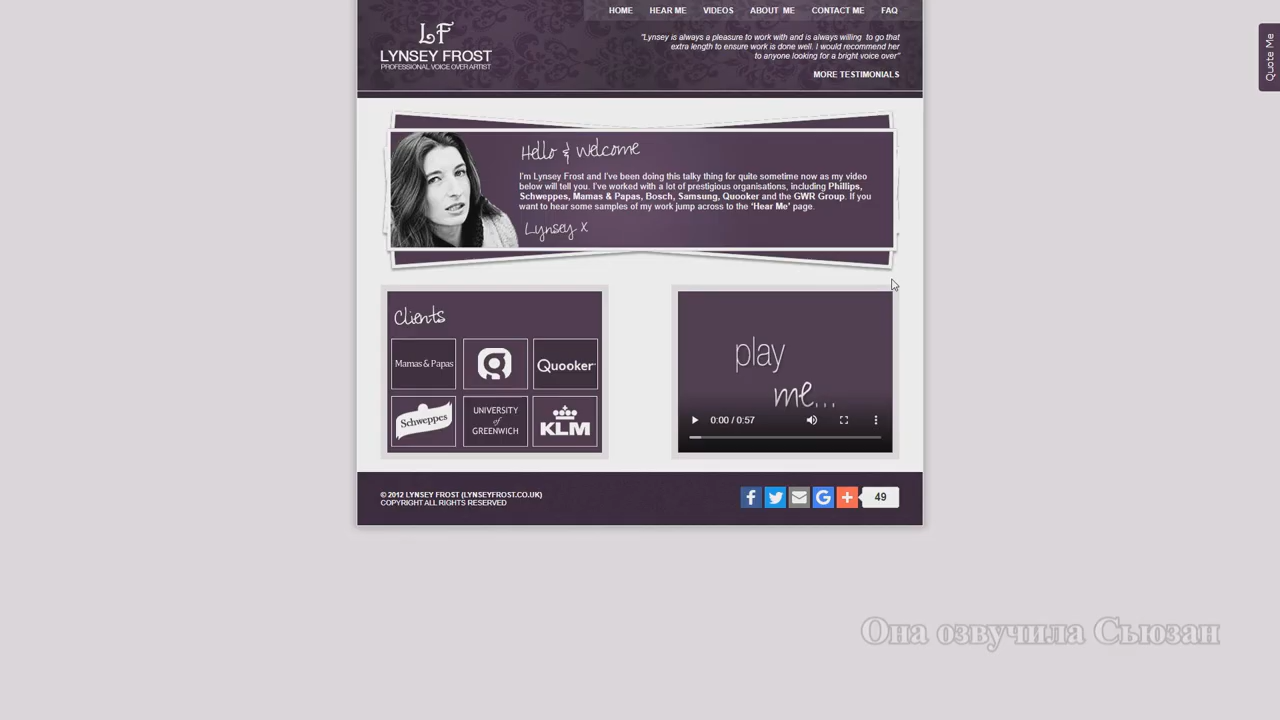 HOME HEAR ME VIDEOS ABOUT ME CONTACT ME FAQ
LF
LYNSEY FROST
PROFESSIONAL VOICE OVER ARTIST
"Lynsey is always a pleasure to work with and is always willing to go that
extra length to ensure work is done well. I would recommend her
to anyone looking for a bright voice over"
MORE TESTIMONIALS
Quote Me
Hello & Welcome
I'm Lynsey Frost and I've been doing this talky thing for quite sometime now as my video
below will tell you. I've worked with a lot of prestigious organisations, including Phillips,
Schweppes, Mamas & Papas, Bosch, Samsung, Quooker and the GWR Group. If you
want to hear some samples of my work jump across to the 'Hear Me' page.
Lynsey x
Clients
Mamas & Papas
Quooker
Schweppes
UNIVERSITY
of
GREENWICH
KLM
play
me...
0:00 / 0:57
© 2012 LYNSEY FROST (LYNSEYFROST.CO.UK)
COPYRIGHT ALL RIGHTS RESERVED
49
Она озвучила Сьюзан